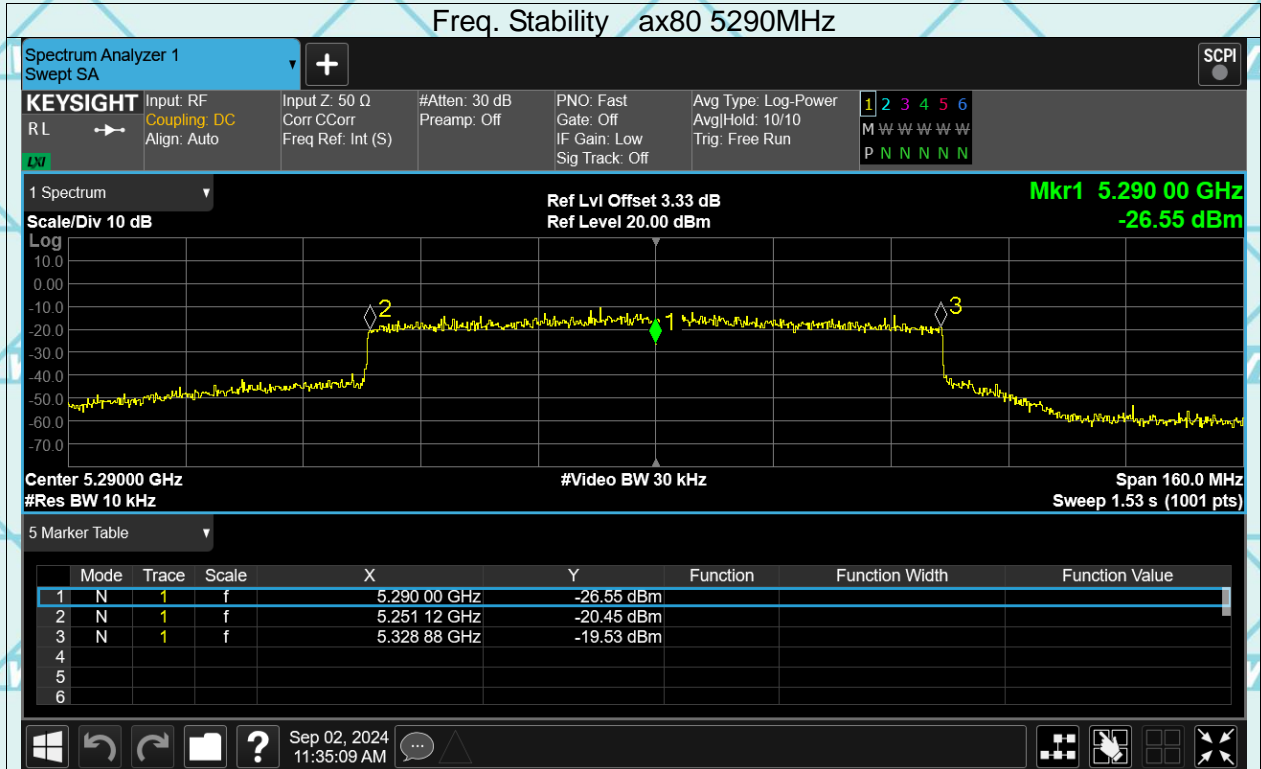 Freq. Stability ax80 5290MHz
Spectrum Analyzer 1
Swept SA
+
SCPI
KEYSIGHT
RL
LXI
Input: RF
Coupling: DC
Align: Auto
Input Z: 50 Ω
Corr CCorr
Freq Ref: Int (S)
#Atten: 30 dB
Preamp: Off
PNO: Fast
Gate: Off
IF Gain: Low
Sig Track: Off
Avg Type: Log-Power
Avg|Hold: 10/10
Trig: Free Run
1 2 3 4 5 6
M W W W W W W
P N N N N N N
1 Spectrum
Scale/Div 10 dB
Ref Lvl Offset 3.33 dB
Ref Level 20.00 dBm
Mkr1 5.290 00 GHz
-26.55 dBm
Log
10.0
0.00
-10.0
-20.0
-30.0
-40.0
-50.0
-60.0
-70.0
2
1
3
Center 5.29000 GHz
#Res BW 10 kHz
#Video BW 30 kHz
Span 160.0 MHz
Sweep 1.53 s (1001 pts)
5 Marker Table
Mode Trace Scale X Y Function Function Width Function Value
1 N 1 f 5.290 00 GHz -26.55 dBm
2 N 1 f 5.251 12 GHz -20.45 dBm
3 N 1 f 5.328 88 GHz -19.53 dBm
4
5
6
?
Sep 02, 2024
11:35:09 AM